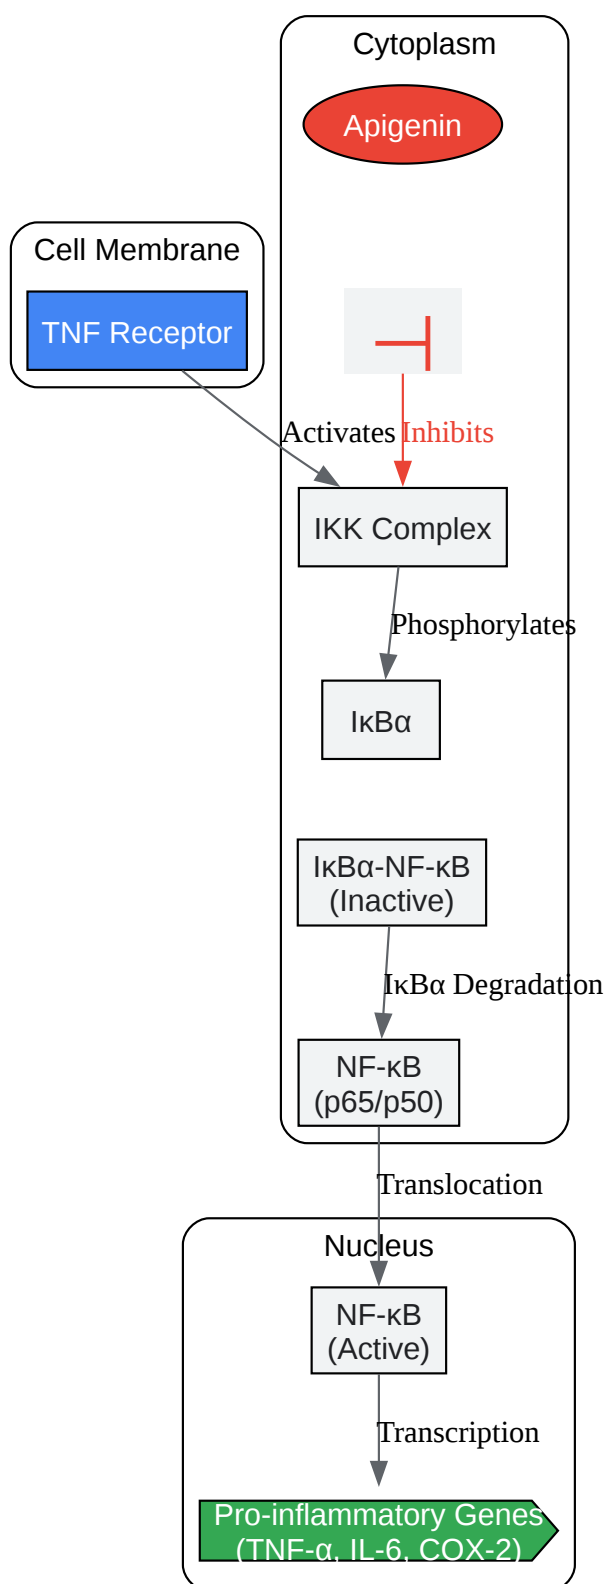 Cytoplasm
Apigenin
Cell Membrane
TNF Receptor
Activates
Inhibits
IKK Complex
Phosphorylates
IκBα
IκBα-NF-κB
(Inactive)
IκBα Degradation
NF-κB
(p65/p50)
Translocation
Nucleus
NF-κB
(Active)
Transcription
Pro-inflammatory Genes
(TNF-α, IL-6, COX-2)